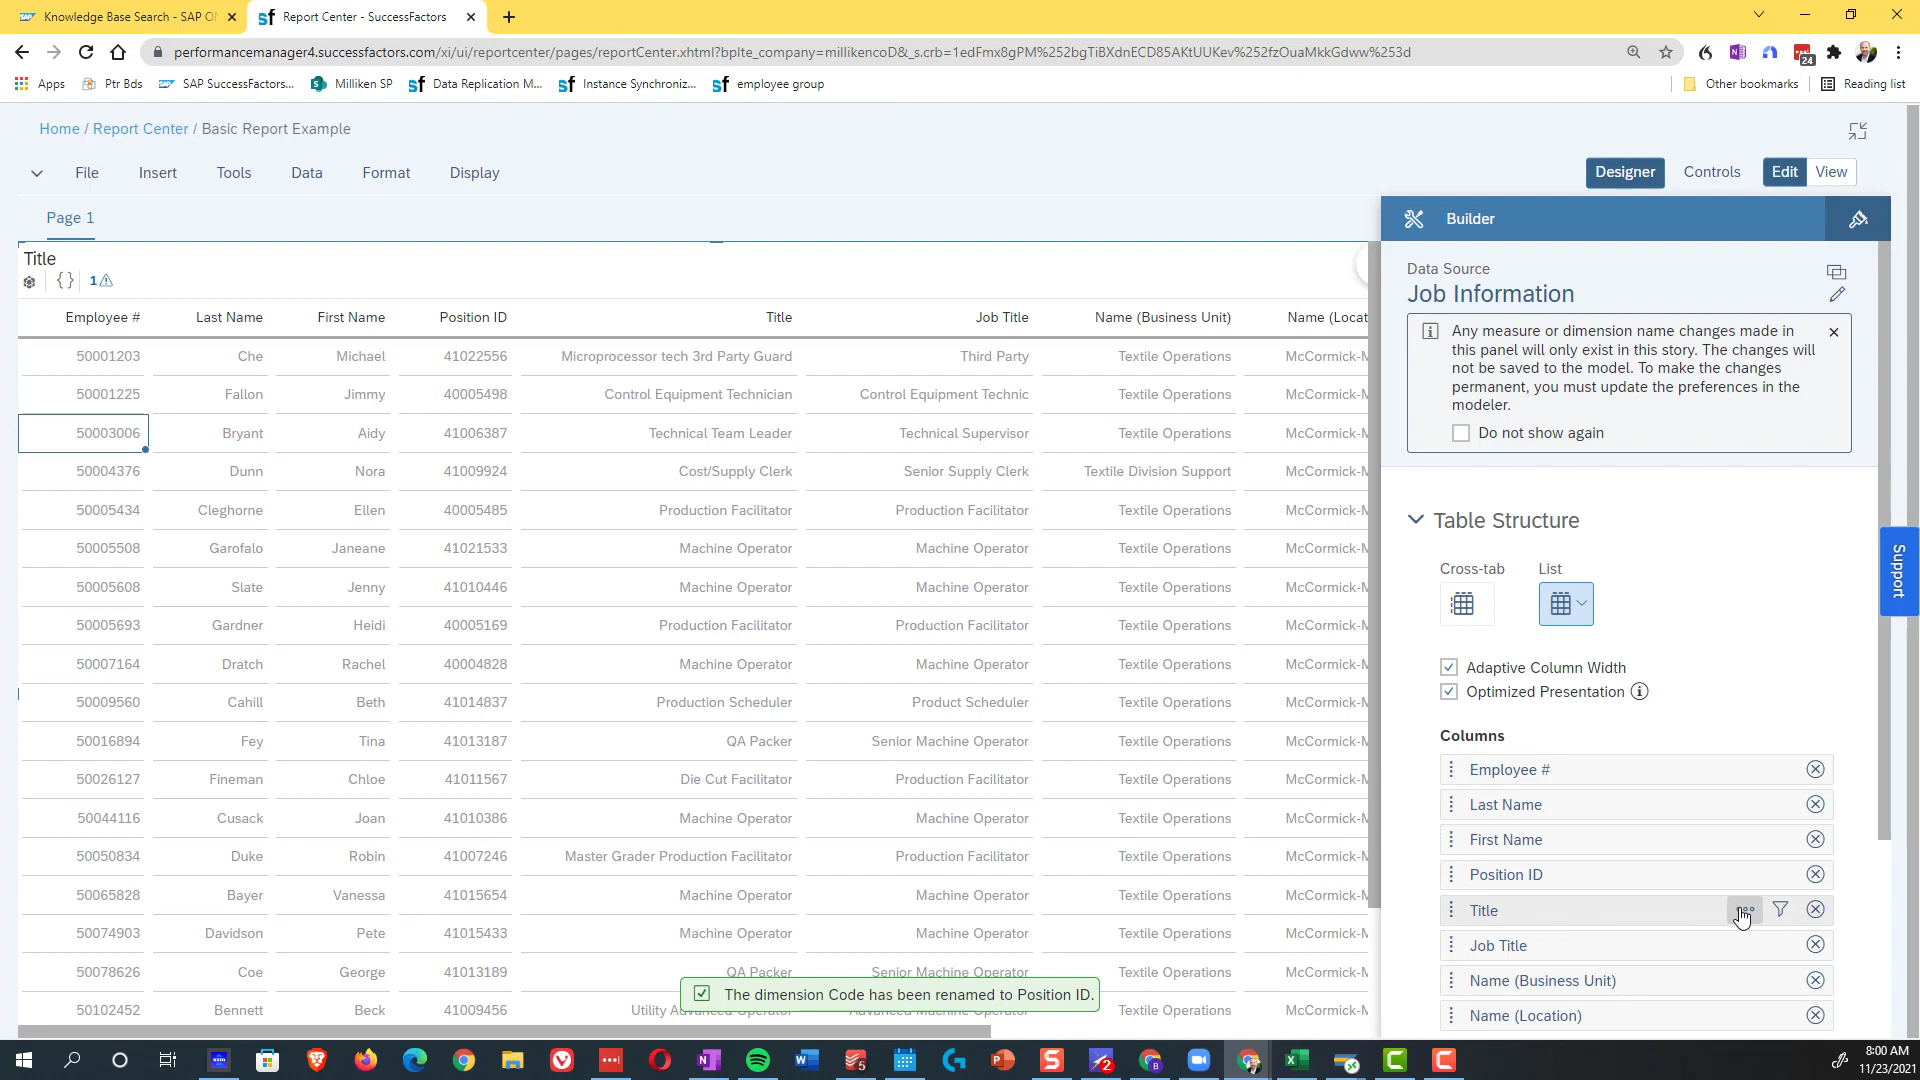 Knowledge Base Search - SAP ON
Report Center - SuccessFactors
performancemanager4.successfactors.com/xi/ui/reportcenter/pages/reportCenter.xhtml?bplte_company=millikencoD&_s.crb=1edFmx8gPM%252bgTiBXdnECD85AKtUUKev%252fzOuaMkkGdww%253d
24
Apps
Ptr Bds
SAP SuccessFactors...
Milliken SP
Data Replication M...
Instance Synchroniz...
employee group
Other bookmarks
Reading list
Home / Report Center / Basic Report Example
File Insert Tools Data Format Display
Designer Controls Edit View
Page 1
Title
{ } 1
Employee # Last Name First Name Position ID Title Job Title Name (Business Unit) Name (Locat
50001203 Che Michael 41022556 Microprocessor tech 3rd Party Guard Third Party Textile Operations McCormick-M
50001225 Fallon Jimmy 40005498 Control Equipment Technician Control Equipment Technic Textile Operations McCormick-M
50003006 Bryant Aidy 41006387 Technical Team Leader Technical Supervisor Textile Operations McCormick-M
50004376 Dunn Nora 41009924 Cost/Supply Clerk Senior Supply Clerk Textile Division Support McCormick-M
50005434 Cleghorne Ellen 40005485 Production Facilitator Production Facilitator Textile Operations McCormick-M
50005508 Garofalo Janeane 41021533 Machine Operator Machine Operator Textile Operations McCormick-M
50005608 Slate Jenny 41010446 Machine Operator Machine Operator Textile Operations McCormick-M
50005693 Gardner Heidi 40005169 Production Facilitator Production Facilitator Textile Operations McCormick-M
50007164 Dratch Rachel 40004828 Machine Operator Machine Operator Textile Operations McCormick-M
50009560 Cahill Beth 41014837 Production Scheduler Product Scheduler Textile Operations McCormick-M
50016894 Fey Tina 41013187 QA Packer Senior Machine Operator Textile Operations McCormick-M
50026127 Fineman Chloe 41011567 Die Cut Facilitator Production Facilitator Textile Operations McCormick-M
50044116 Cusack Joan 41010386 Machine Operator Machine Operator Textile Operations McCormick-M
50050834 Duke Robin 41007246 Master Grader Production Facilitator Production Facilitator Textile Operations McCormick-M
50065828 Bayer Vanessa 41015654 Machine Operator Machine Operator Textile Operations McCormick-M
50074903 Davidson Pete 41015433 Machine Operator Machine Operator Textile Operations McCormick-M
50078626 Coe George 41013189 QA Packer Senior Machine Operator Textile Operations McCormick-M
50102452 Bennett Beck 41009456 Utility Advanced Operator Advanced Machine Operator Textile Operations McCormick-M
The dimension Code has been renamed to Position ID.
Builder
Data Source
Job Information
Any measure or dimension name changes made in
this panel will only exist in this story. The changes will
not be saved to the model. To make the changes
permanent, you must update the preferences in the
modeler.
Do not show again
Table Structure
Cross-tab List
Adaptive Column Width
Optimized Presentation
Columns
Employee #
Last Name
First Name
Position ID
Title
Job Title
Name (Business Unit)
Name (Location)
Support
5
2
8:00 AM
11/23/2021